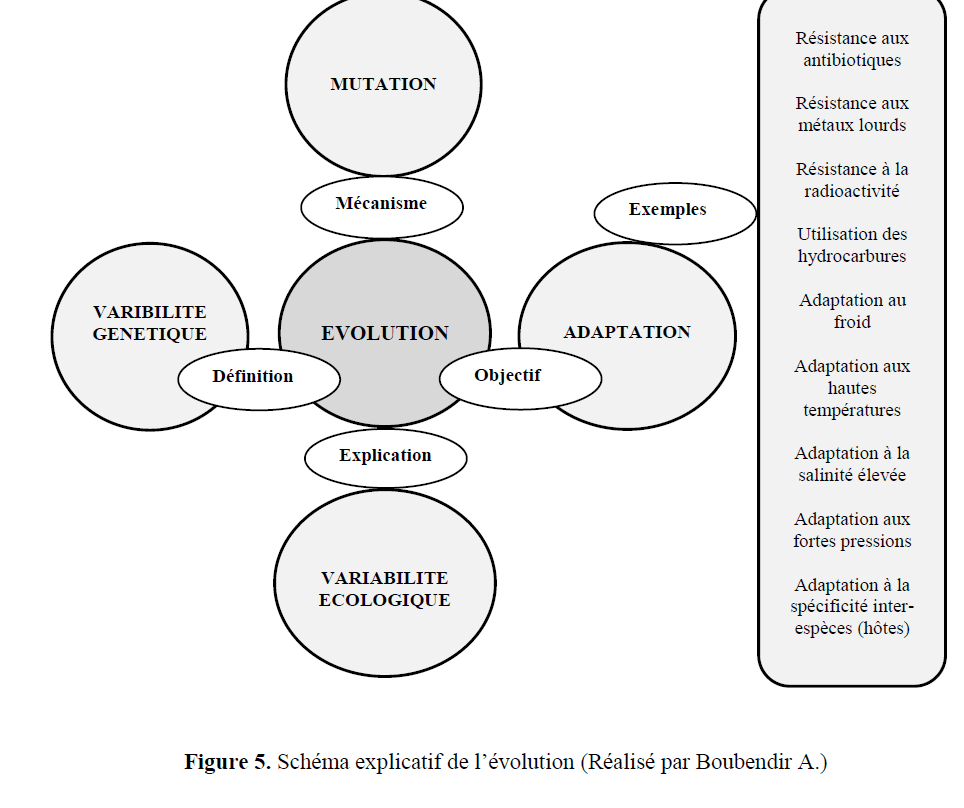 MUTATION
Mécanisme
VARIBILITE
GENETIQUE
Définition
EVOLUTION
Objectif
ADAPTATION
Exemples
Explication
VARIABILITE
ECOLOGIQUE
Résistance aux
antibiotiques
Résistance aux
métaux lourds
Résistance à la
radioactivité
Utilisation des
hydrocarbures
Adaptation au
froid
Adaptation aux
hautes
températures
Adaptation à la
salinité élevée
Adaptation aux
fortes pressions
Adaptation à la
spécificité inter-
espèces (hôtes)
Figure 5. Schéma explicatif de l’évolution (Réalisé par Boubendir A.)